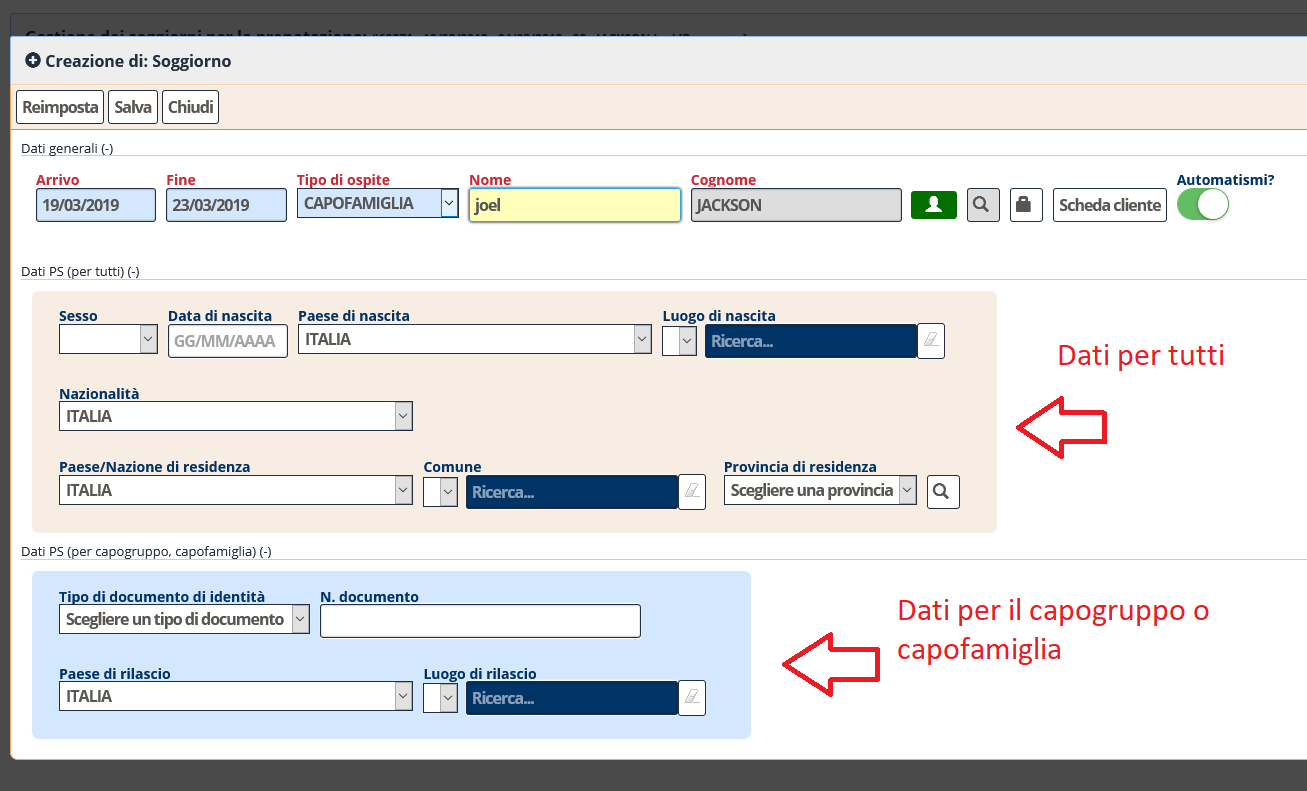 Creazione di: Soggiorno
Reimposta Salva Chiudi
Dati generali (-)
Arrivo Fine Tipo di ospite Nome Cognome Automatismi?
19/03/2019 23/03/2019 CAPOFAMIGLIA joel JACKSON Scheda cliente
Dati PS (per tutti) (-)
Sesso Data di nascita Paese di nascita Luogo di nascita
GG/MM/AAAA ITALIA Ricerca...
Dati per tutti
Nazionalità
ITALIA
Paese/Nazione di residenza Comune Provincia di residenza
ITALIA Ricerca... Scegliere una provincia
Dati PS (per capogruppo, capofamiglia) (-)
Tipo di documento di identità N. documento
Scegliere un tipo di documento
Dati per il capogruppo o
capofamiglia
Paese di rilascio Luogo di rilascio
ITALIA Ricerca...